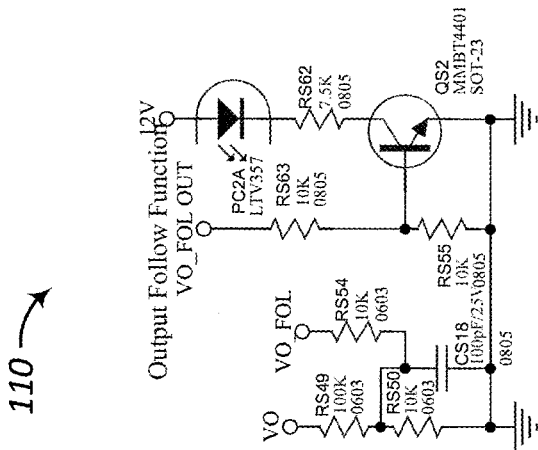 110
Output Follow Function
VO_FOL OUT
12V
PC2A
LTV357
RS62
7.5K
0805
QS2
MMBT4401
SOT-23
RS63
10K
0805
RS55
10K
0805
VO_FOL
RS54
10K
0603
VO
RS49
100K
0603
RS50
10K
0603
CS18
100pF/25V
0805